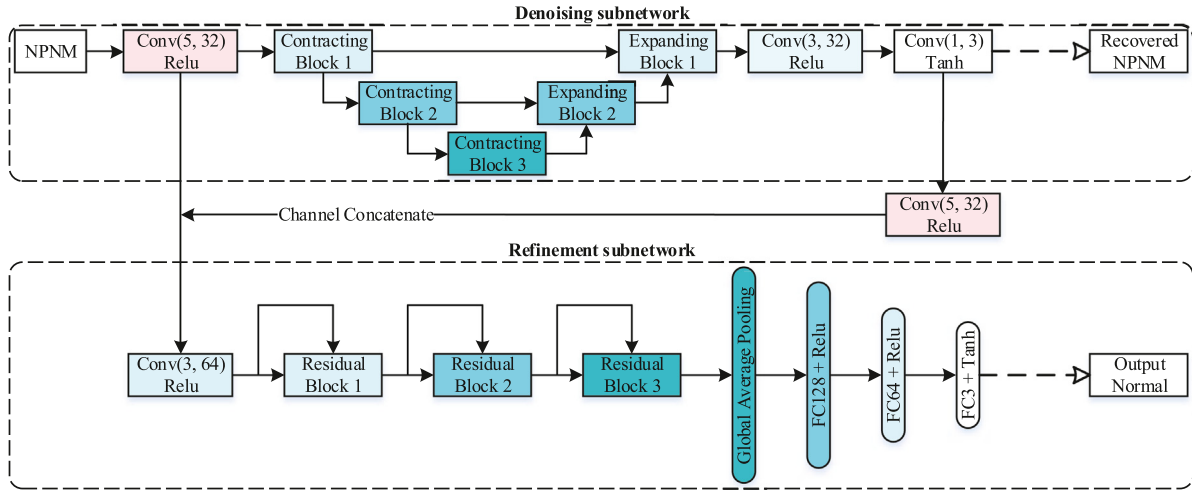 Denoising subnetwork
NPNM
Conv(5, 32)
Relu
Contracting
Block 1
Expanding
Block 1
Conv(3, 32)
Relu
Conv(1, 3)
Tanh
Recovered
NPNM
Contracting
Block 2
Expanding
Block 2
Contracting
Block 3
Channel Concatenate
Conv(5, 32)
Relu
Refinement subnetwork
Conv(3, 64)
Relu
Residual
Block 1
Residual
Block 2
Residual
Block 3
Global Average Pooling
FC128 + Relu
FC64 + Relu
FC3 + Tanh
Output
Normal